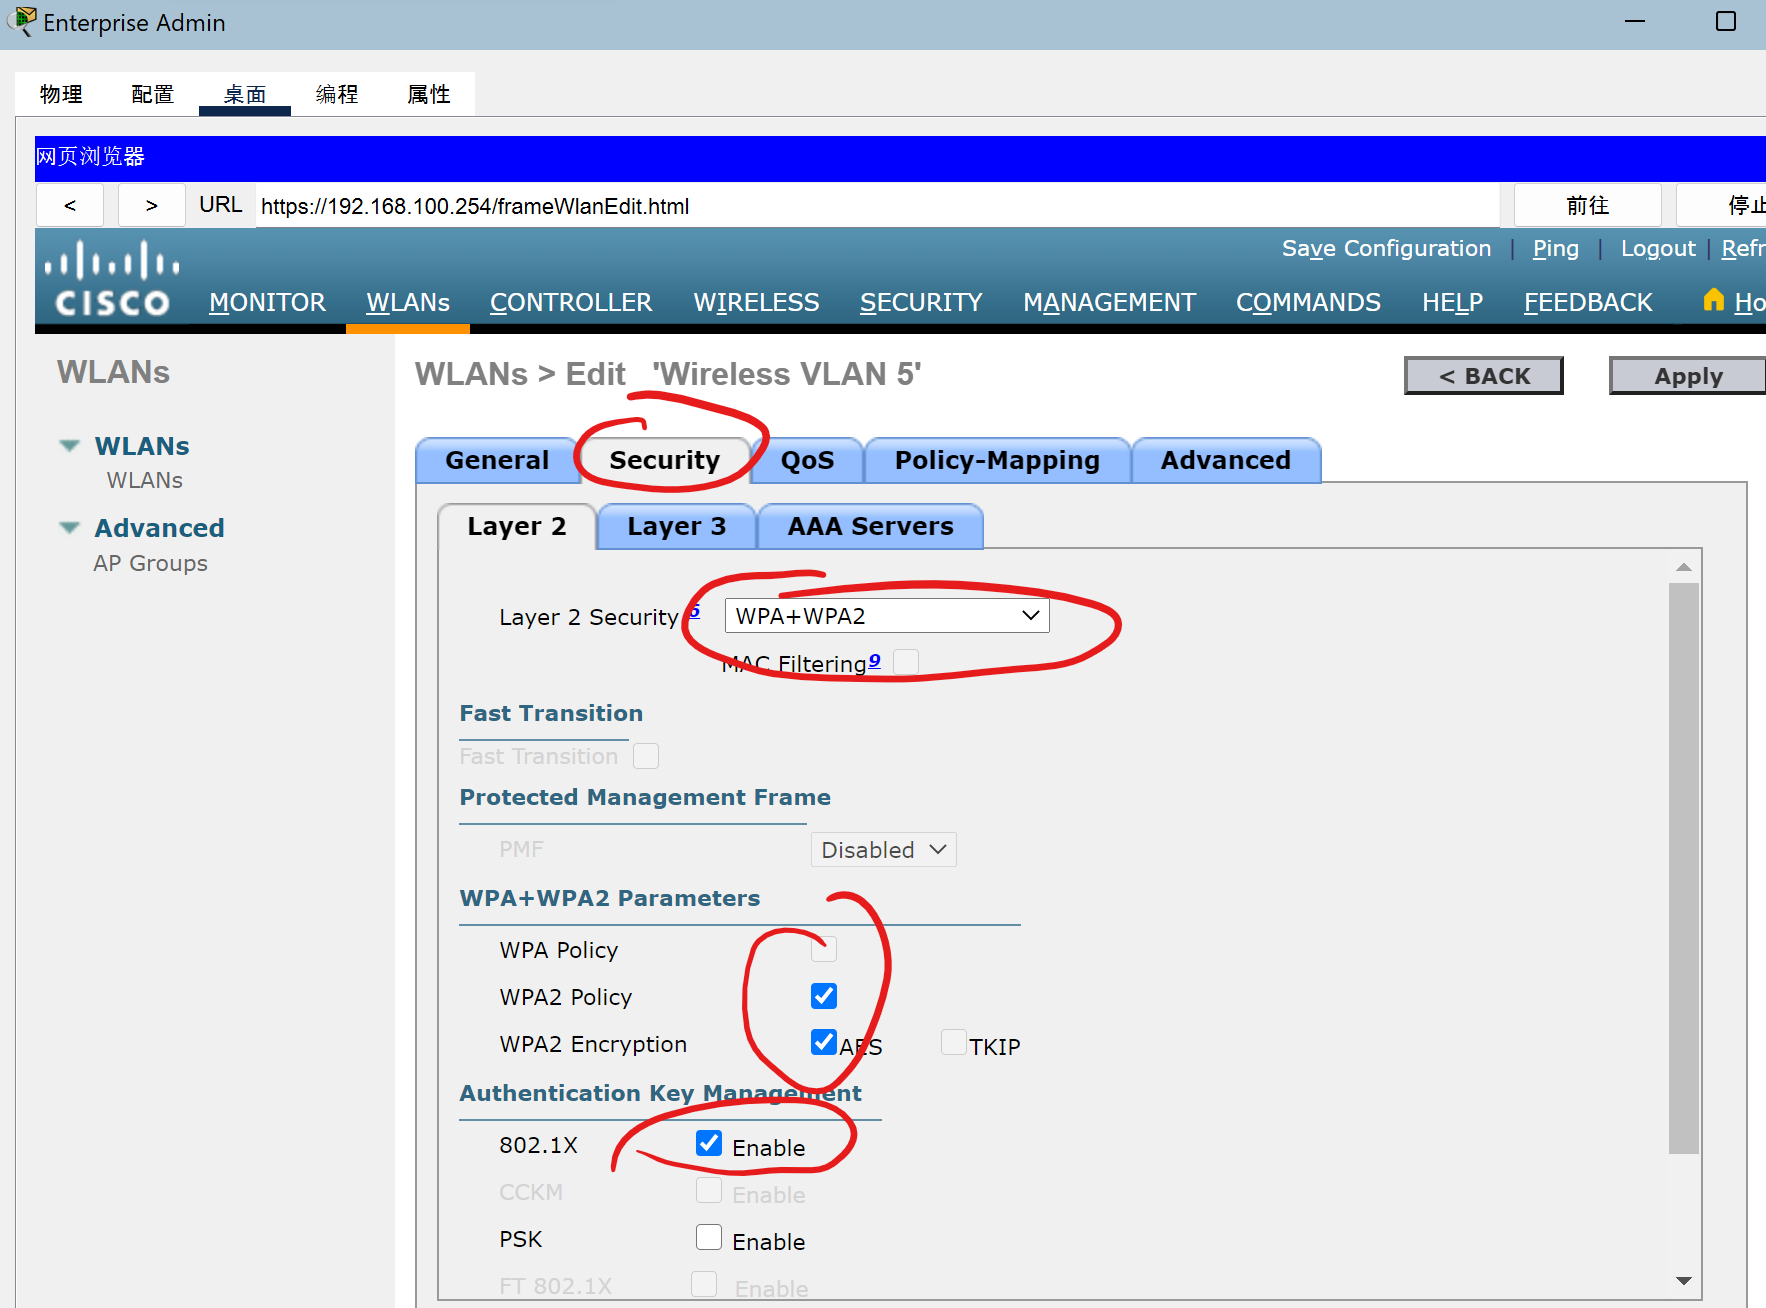 Enterprise Admin
物理 配置 桌面 编程 属性
网页浏览器
< > URL https://192.168.100.254/frameWlanEdit.html 前往 停止
Save Configuration | Ping | Logout | Refr
CISCO MONITOR WLANs CONTROLLER WIRELESS SECURITY MANAGEMENT COMMANDS HELP FEEDBACK Ho
WLANs
WLANs
WLANs
Advanced
AP Groups
WLANs > Edit 'Wireless VLAN 5' < BACK Apply
General Security QoS Policy-Mapping Advanced
Layer 2 Layer 3 AAA Servers
Layer 2 Security 6 WPA+WPA2
MAC Filtering 9
Fast Transition
Fast Transition
Protected Management Frame
PMF Disabled
WPA+WPA2 Parameters
WPA Policy
WPA2 Policy
WPA2 Encryption AES TKIP
Authentication Key Management
802.1X Enable
CCKM Enable
PSK Enable
FT 802.1X Enable